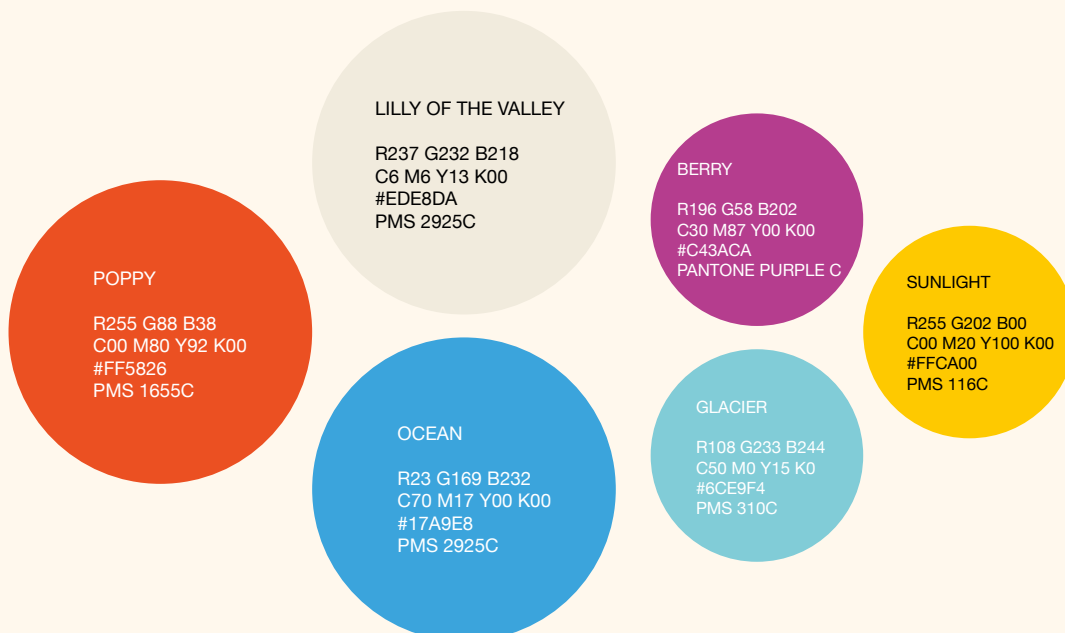 LILLY OF THE VALLEY
R237 G232 B218
C6 M6 Y13 K00
#EDE8DA
PMS 2925C
BERRY
R196 G58 B202
C30 M87 Y00 K00
#C43ACA
PANTONE PURPLE C
POPPY
R255 G88 B38
C00 M80 Y92 K00
#FF5826
PMS 1655C
SUNLIGHT
R255 G202 B00
C00 M20 Y100 K00
#FFCA00
PMS 116C
OCEAN
R23 G169 B232
C70 M17 Y00 K00
#17A9E8
PMS 2925C
GLACIER
R108 G233 B244
C50 M0 Y15 K0
#6CE9F4
PMS 310C